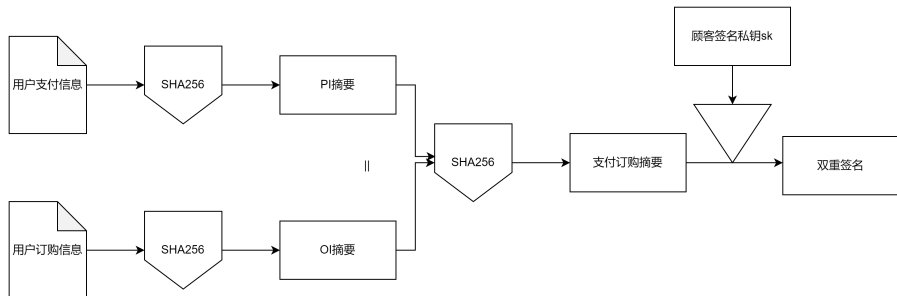 顾客签名私钥sk
用户支付信息
SHA256
PI摘要
||
SHA256
支付订购摘要
双重签名
用户订购信息
SHA256
OI摘要